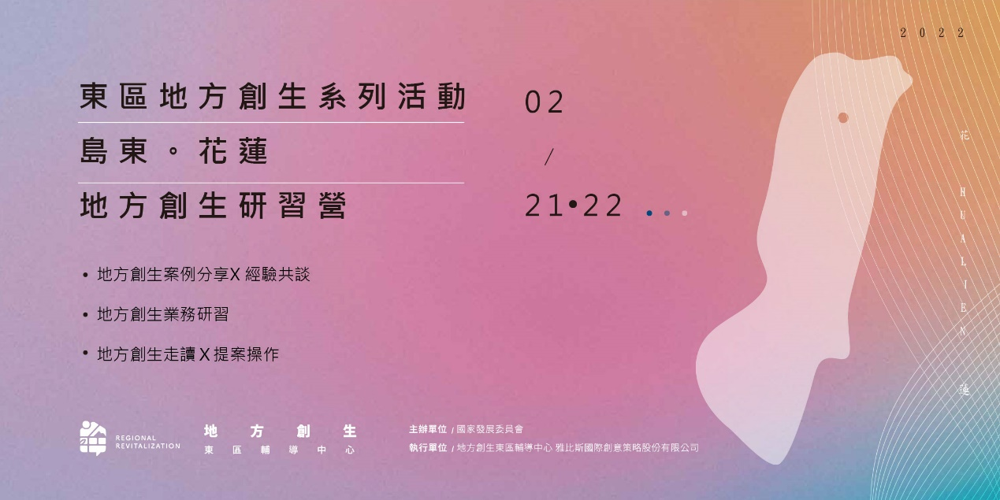 2022
東區地方創生系列活動
島東。花蓮
地方創生研習營
02
/
21•22
• 地方創生案例分享X 經驗共談
• 地方創生業務研習
• 地方創生走讀 X 提案操作
花 HUALIEN 蓮
REGIONAL
REVITALIZATION
地方創生
東區輔導中心
主辦單位 / 國家發展委員會
執行單位 / 地方創生東區輔導中心 雅比斯國際創意策略股份有限公司